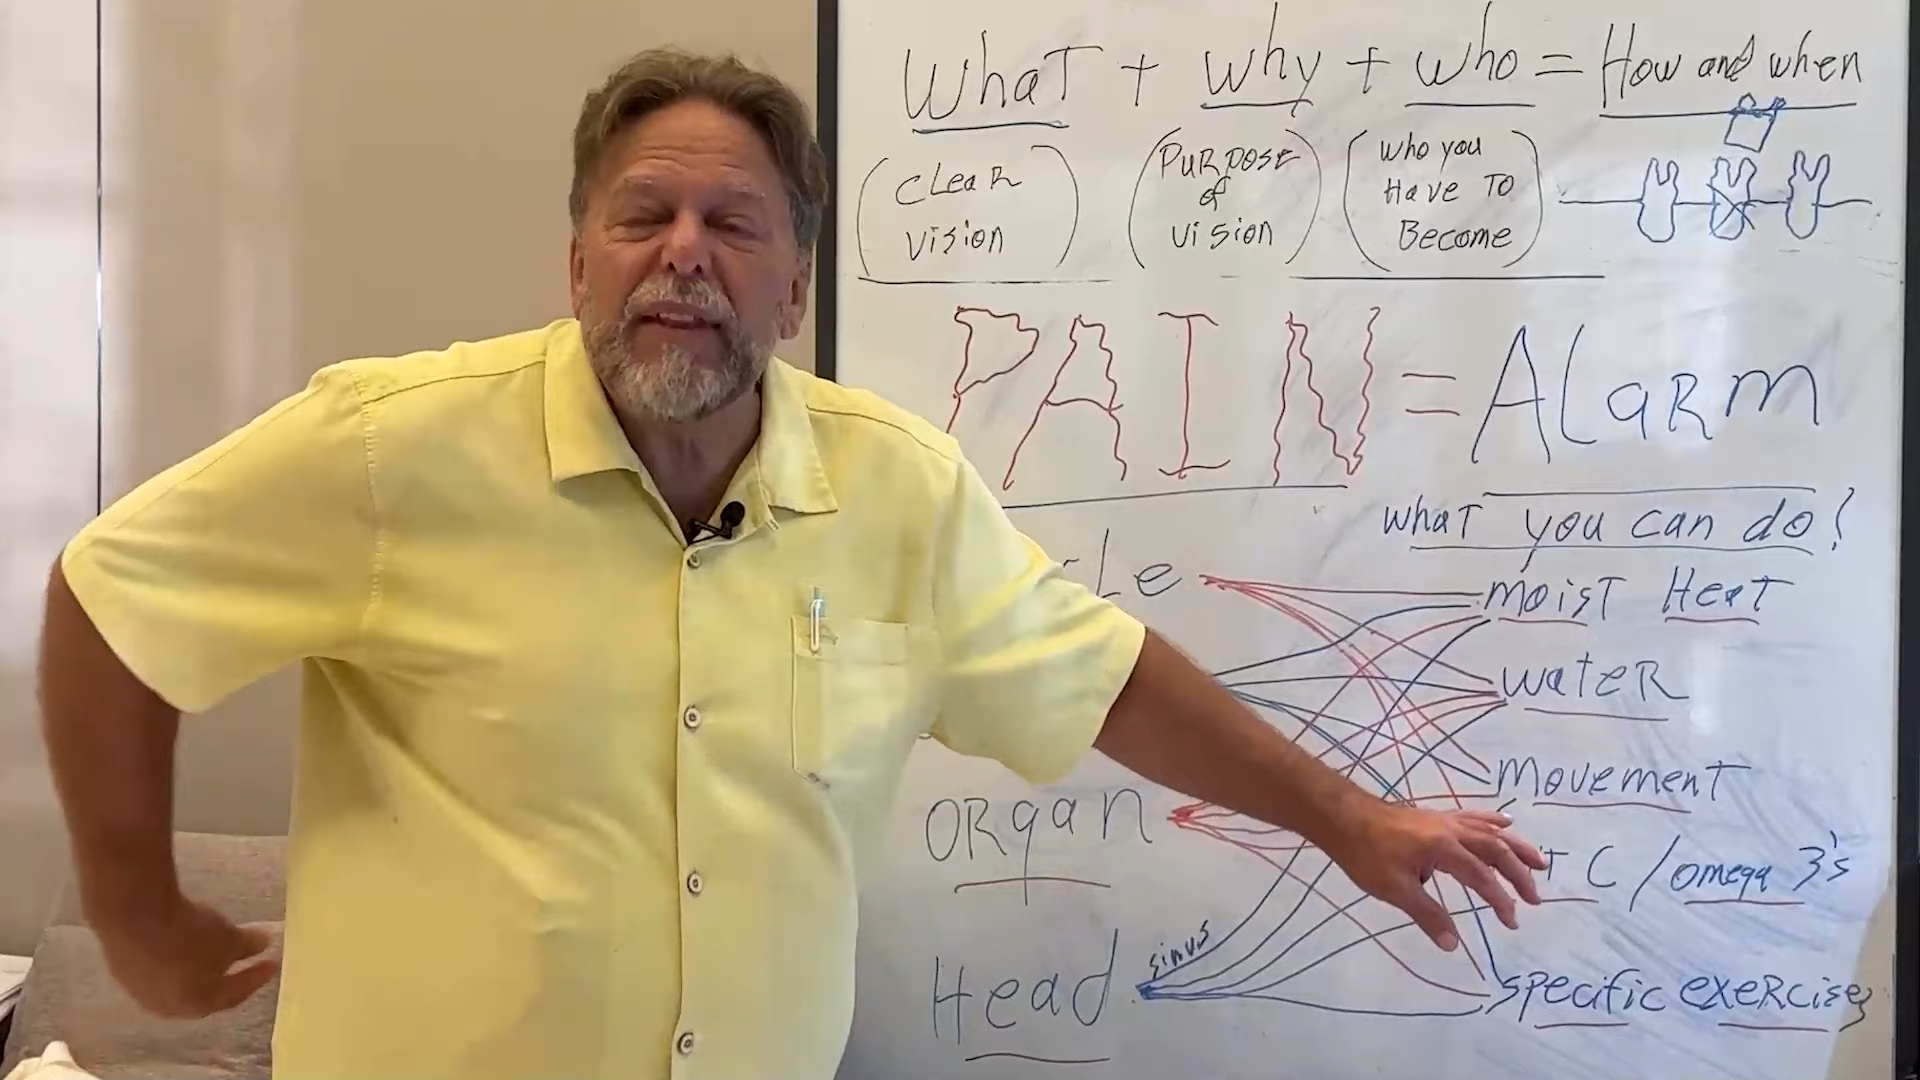 What + why + who = How and when
(Clear vision)
(Purpose of vision)
(who you Have To Become)
PAIN = Alarm
what you can do!
moist Heat
water
movement
organ
C / omega 3's
sinus
Head
specific exercises